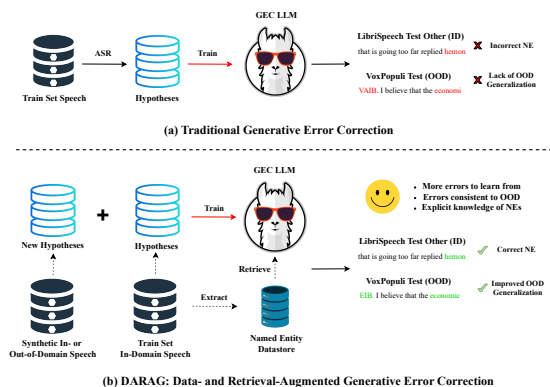 GEC LLM
LibriSpeech Test Other (ID)
that is going too far replied hemon
Incorrect NE
ASR
Train
VoxPopuli Test (OOD)
VAIB. I believe that the economi
Lack of OOD
Generalization
Train Set Speech
Hypotheses
(a) Traditional Generative Error Correction
GEC LLM
More errors to learn from
Errors consistent to OOD
Explicit knowledge of NEs
Train
New Hypotheses
Hypotheses
LibriSpeech Test Other (ID)
that is going too far replied hemon
Correct NE
Retrieve
VoxPopuli Test (OOD)
EIB. I believe that the economic
Improved OOD
Generalization
Extract
Synthetic In- or
Out-of-Domain Speech
Train Set
In-Domain Speech
Named Entity
Datastore
(b) DARAG: Data- and Retrieval-Augmented Generative Error Correction